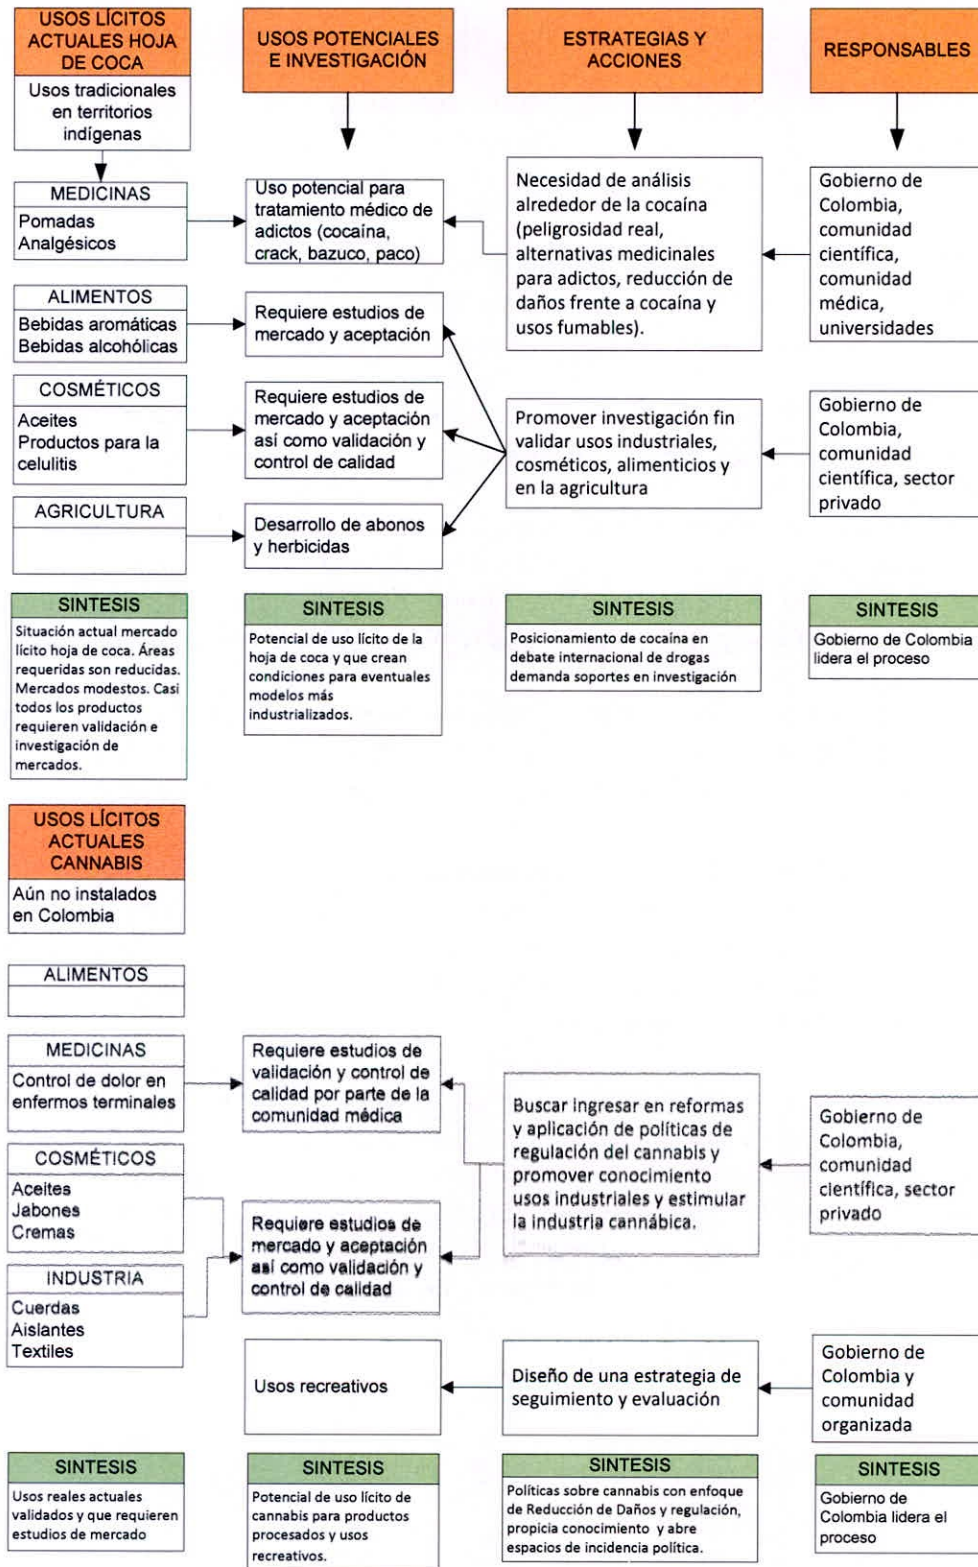 USOS LÍCITOS
ACTUALES HOJA
DE COCA
Usos tradicionales
en territorios
indígenas
USOS POTENCIALES
E INVESTIGACIÓN
ESTRATEGIAS Y
ACCIONES
RESPONSABLES
MEDICINAS
Pomadas
Analgésicos
Uso potencial para
tratamiento médico de
adictos (cocaína,
crack, bazuco, paco)
Necesidad de análisis
alrededor de la cocaína
(peligrosidad real,
alternativas medicinales
para adictos, reducción de
daños frente a cocaína y
usos fumables).
Gobierno de
Colombia,
comunidad
científica,
comunidad
médica,
universidades
ALIMENTOS
Bebidas aromáticas
Bebidas alcohólicas
Requiere estudios de
mercado y aceptación
COSMÉTICOS
Aceites
Productos para la
celulitis
Requiere estudios de
mercado y aceptación
así como validación y
control de calidad
Promover investigación fin
validar usos industriales,
cosméticos, alimenticios y
en la agricultura
Gobierno de
Colombia,
comunidad
científica, sector
privado
AGRICULTURA
Desarrollo de abonos
y herbicidas
SINTESIS
Situación actual mercado
lícito hoja de coca. Áreas
requeridas son reducidas.
Mercados modestos. Casi
todos los productos
requieren validación e
investigación de
mercados.
SINTESIS
Potencial de uso lícito de la
hoja de coca y que crean
condiciones para eventuales
modelos más
industrializados.
SINTESIS
Posicionamiento de cocaína en
debate internacional de drogas
demanda soportes en investigación
SINTESIS
Gobierno de Colombia
lidera el proceso
USOS LÍCITOS
ACTUALES
CANNABIS
Aún no instalados
en Colombia
ALIMENTOS
MEDICINAS
Control de dolor en
enfermos terminales
Requiere estudios de
validación y control de
calidad por parte de la
comunidad médica
Buscar ingresar en reformas
y aplicación de políticas de
regulación del cannabis y
promover conocimiento
usos industriales y estimular
la industria cannábica.
Gobierno de
Colombia,
comunidad
científica, sector
privado
COSMÉTICOS
Aceites
Jabones
Cremas
Requiere estudios de
mercado y aceptación
así como validación y
control de calidad
INDUSTRIA
Cuerdas
Aislantes
Textiles
Usos recreativos
Diseño de una estrategia de
seguimiento y evaluación
Gobierno de
Colombia y
comunidad
organizada
SINTESIS
Usos reales actuales
validados y que requieren
estudios de mercado
SINTESIS
Potencial de uso lícito de
cannabis para productos
procesados y usos
recreativos.
SINTESIS
Políticas sobre cannabis con enfoque
de Reducción de Daños y regulación,
propicia conocimiento y abre
espacios de incidencia política.
SINTESIS
Gobierno de
Colombia lidera el
proceso